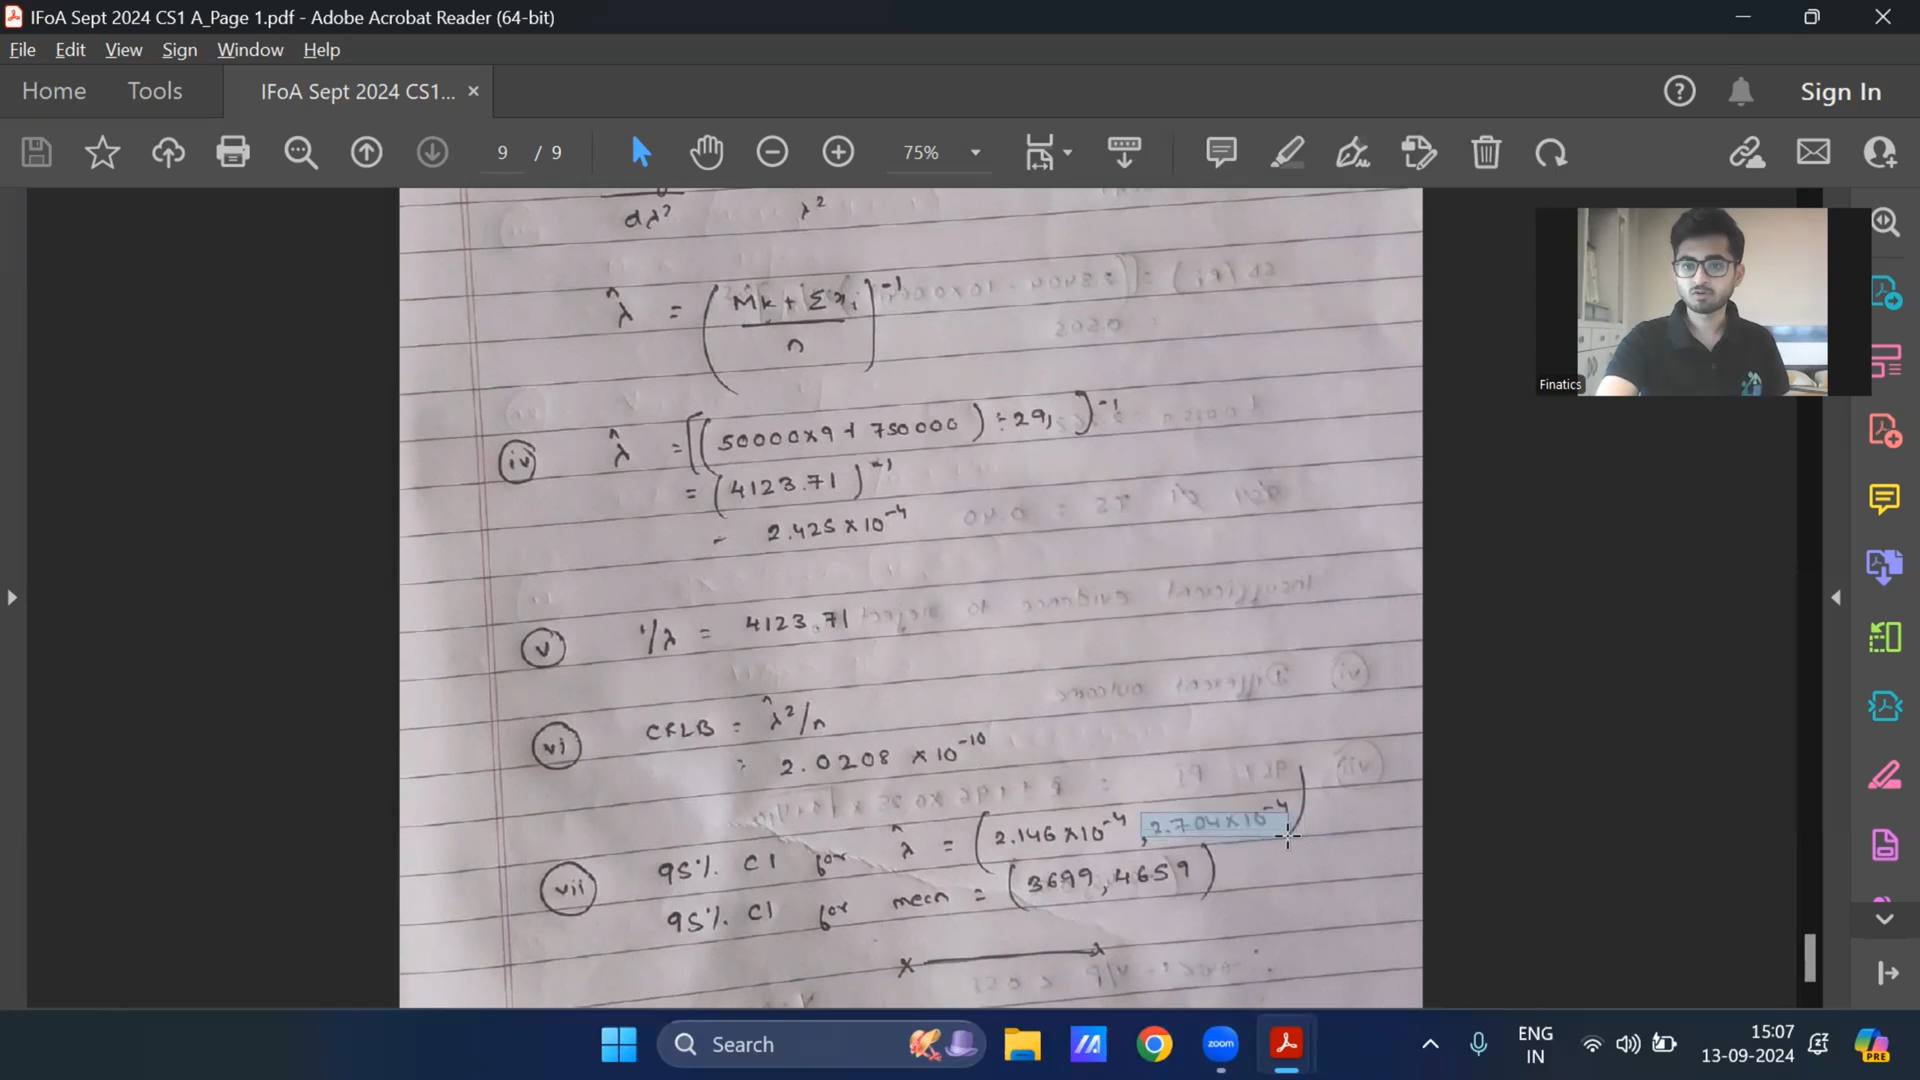 IFoA Sept 2024 CS1 A_Page 1.pdf - Adobe Acrobat Reader (64-bit)
File Edit View Sign Window Help
Home Tools IFoA Sept 2024 CS1... × Sign In
9 / 9 75%
dλ² λ²
λ̂ = ( (Mk + Σxᵢ) / n )⁻¹
Finatics
iv λ̂ = [(50000×9 + 750000) ÷ 291]⁻¹
= (4123.71)⁻¹
= 2.425 × 10⁻⁴
v 1/λ = 4123.71
vi CRLB = λ̂²/n
= 2.0208 × 10⁻¹⁰
vii 95% CI for λ̂ = (2.146 × 10⁻⁴, 2.704 × 10⁻⁴)
95% CI for mean = (3699, 4659)
Search zoom PRE
ENG
IN
15:07
13-09-2024